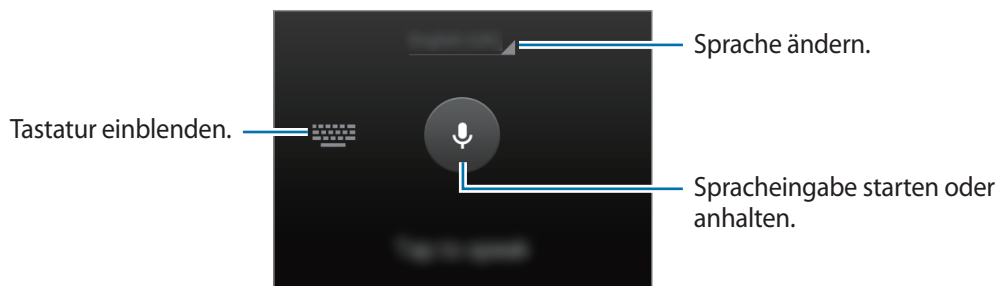 Sprache ändern.
Tastatur einblenden.
Spracheingabe starten oder
anhalten.